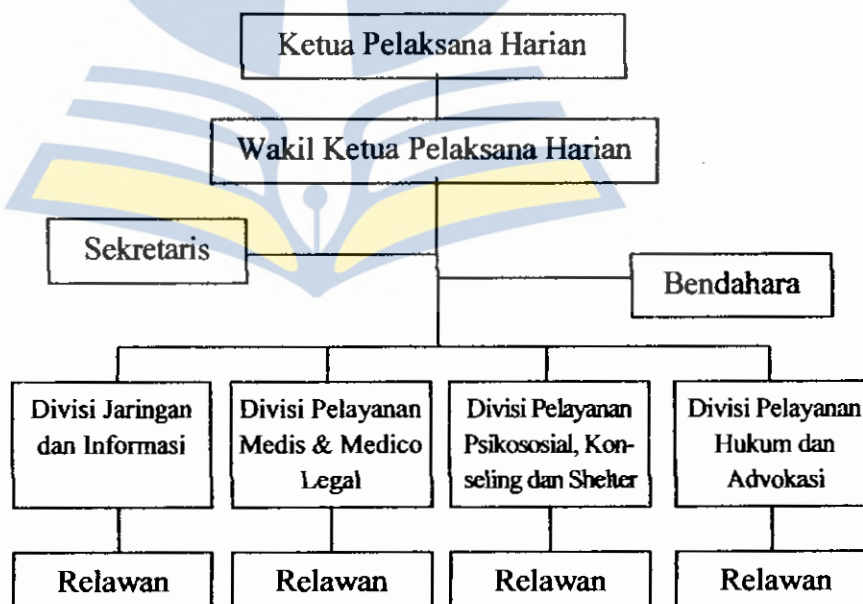 Ketua Pelaksana Harian
Wakil Ketua Pelaksana Harian
Sekretaris
Bendahara
Divisi Jaringan
dan Informasi
Divisi Pelayanan
Medis & Medico
Legal
Divisi Pelayanan
Psikososial, Kon-
seling dan Shelter
Divisi Pelayanan
Hukum dan
Advokasi
Relawan
Relawan
Relawan
Relawan